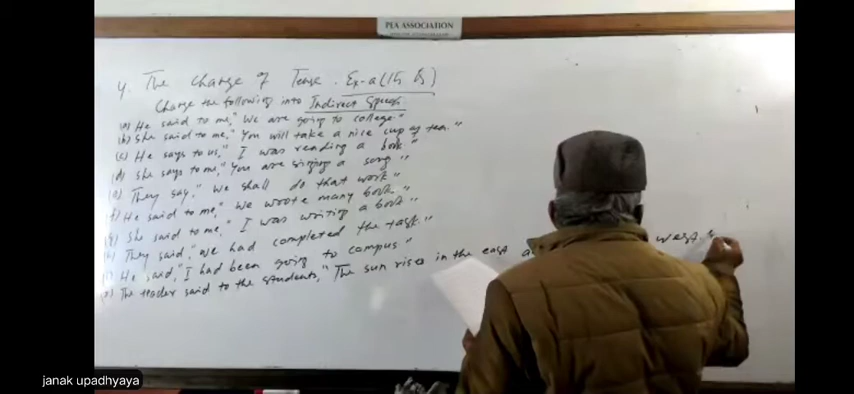 PEA ASSOCIATION
4. The Change of Tense. Ex-a (15 Qs)
Change the following into Indirect Speech.
(a) He said to me, "We are going to college."
(b) She said to me, "You will take a nice cup of tea."
(c) He says to us, "I was reading a book"
(d) She says to me, "You are singing a song"
(e) They say, "We shall do that work"
(f) He said to me, "We wrote many books"
(g) She said to me, "I was writing a book"
(h) They said, "We had completed the task"
(i) He said, "I had been going to campus"
The teacher said to the students, "The sun rises in the east west"
janak upadhyaya